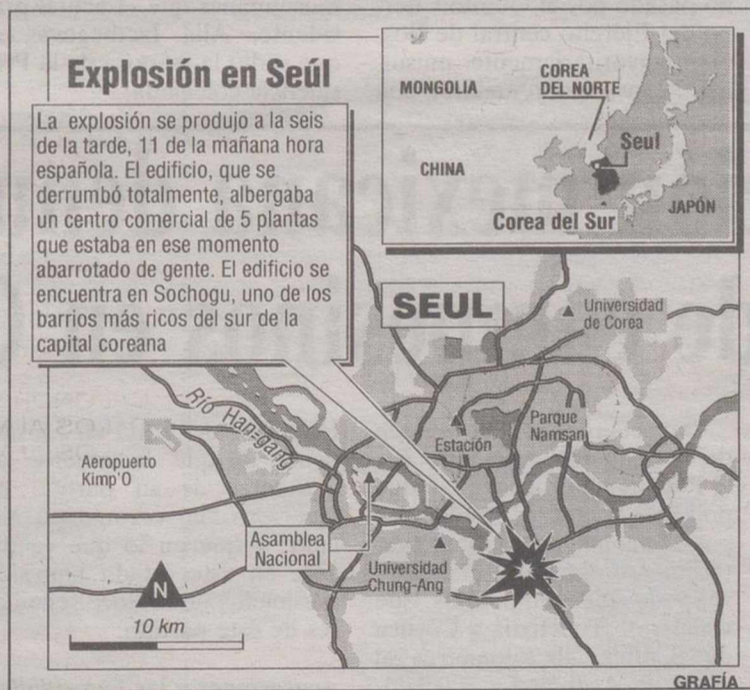 Explosión en Seúl
La explosión se produjo a la seis
de la tarde, 11 de la mañana hora
española. El edificio, que se
derrumbó totalmente, albergaba
un centro comercial de 5 plantas
que estaba en ese momento
abarrotado de gente. El edificio se
encuentra en Sochogu, uno de los
barrios más ricos del sur de la
capital coreana
MONGOLIA
COREA
DEL NORTE
Seul
CHINA
JAPÓN
Corea del Sur
SEUL
Universidad
de Corea
Río Han-gang
Parque
Namsan
Estación
Aeropuerto
Kimp'O
Asamblea
Nacional
Universidad
Chung-Ang
N
10 km
GRAFÍA